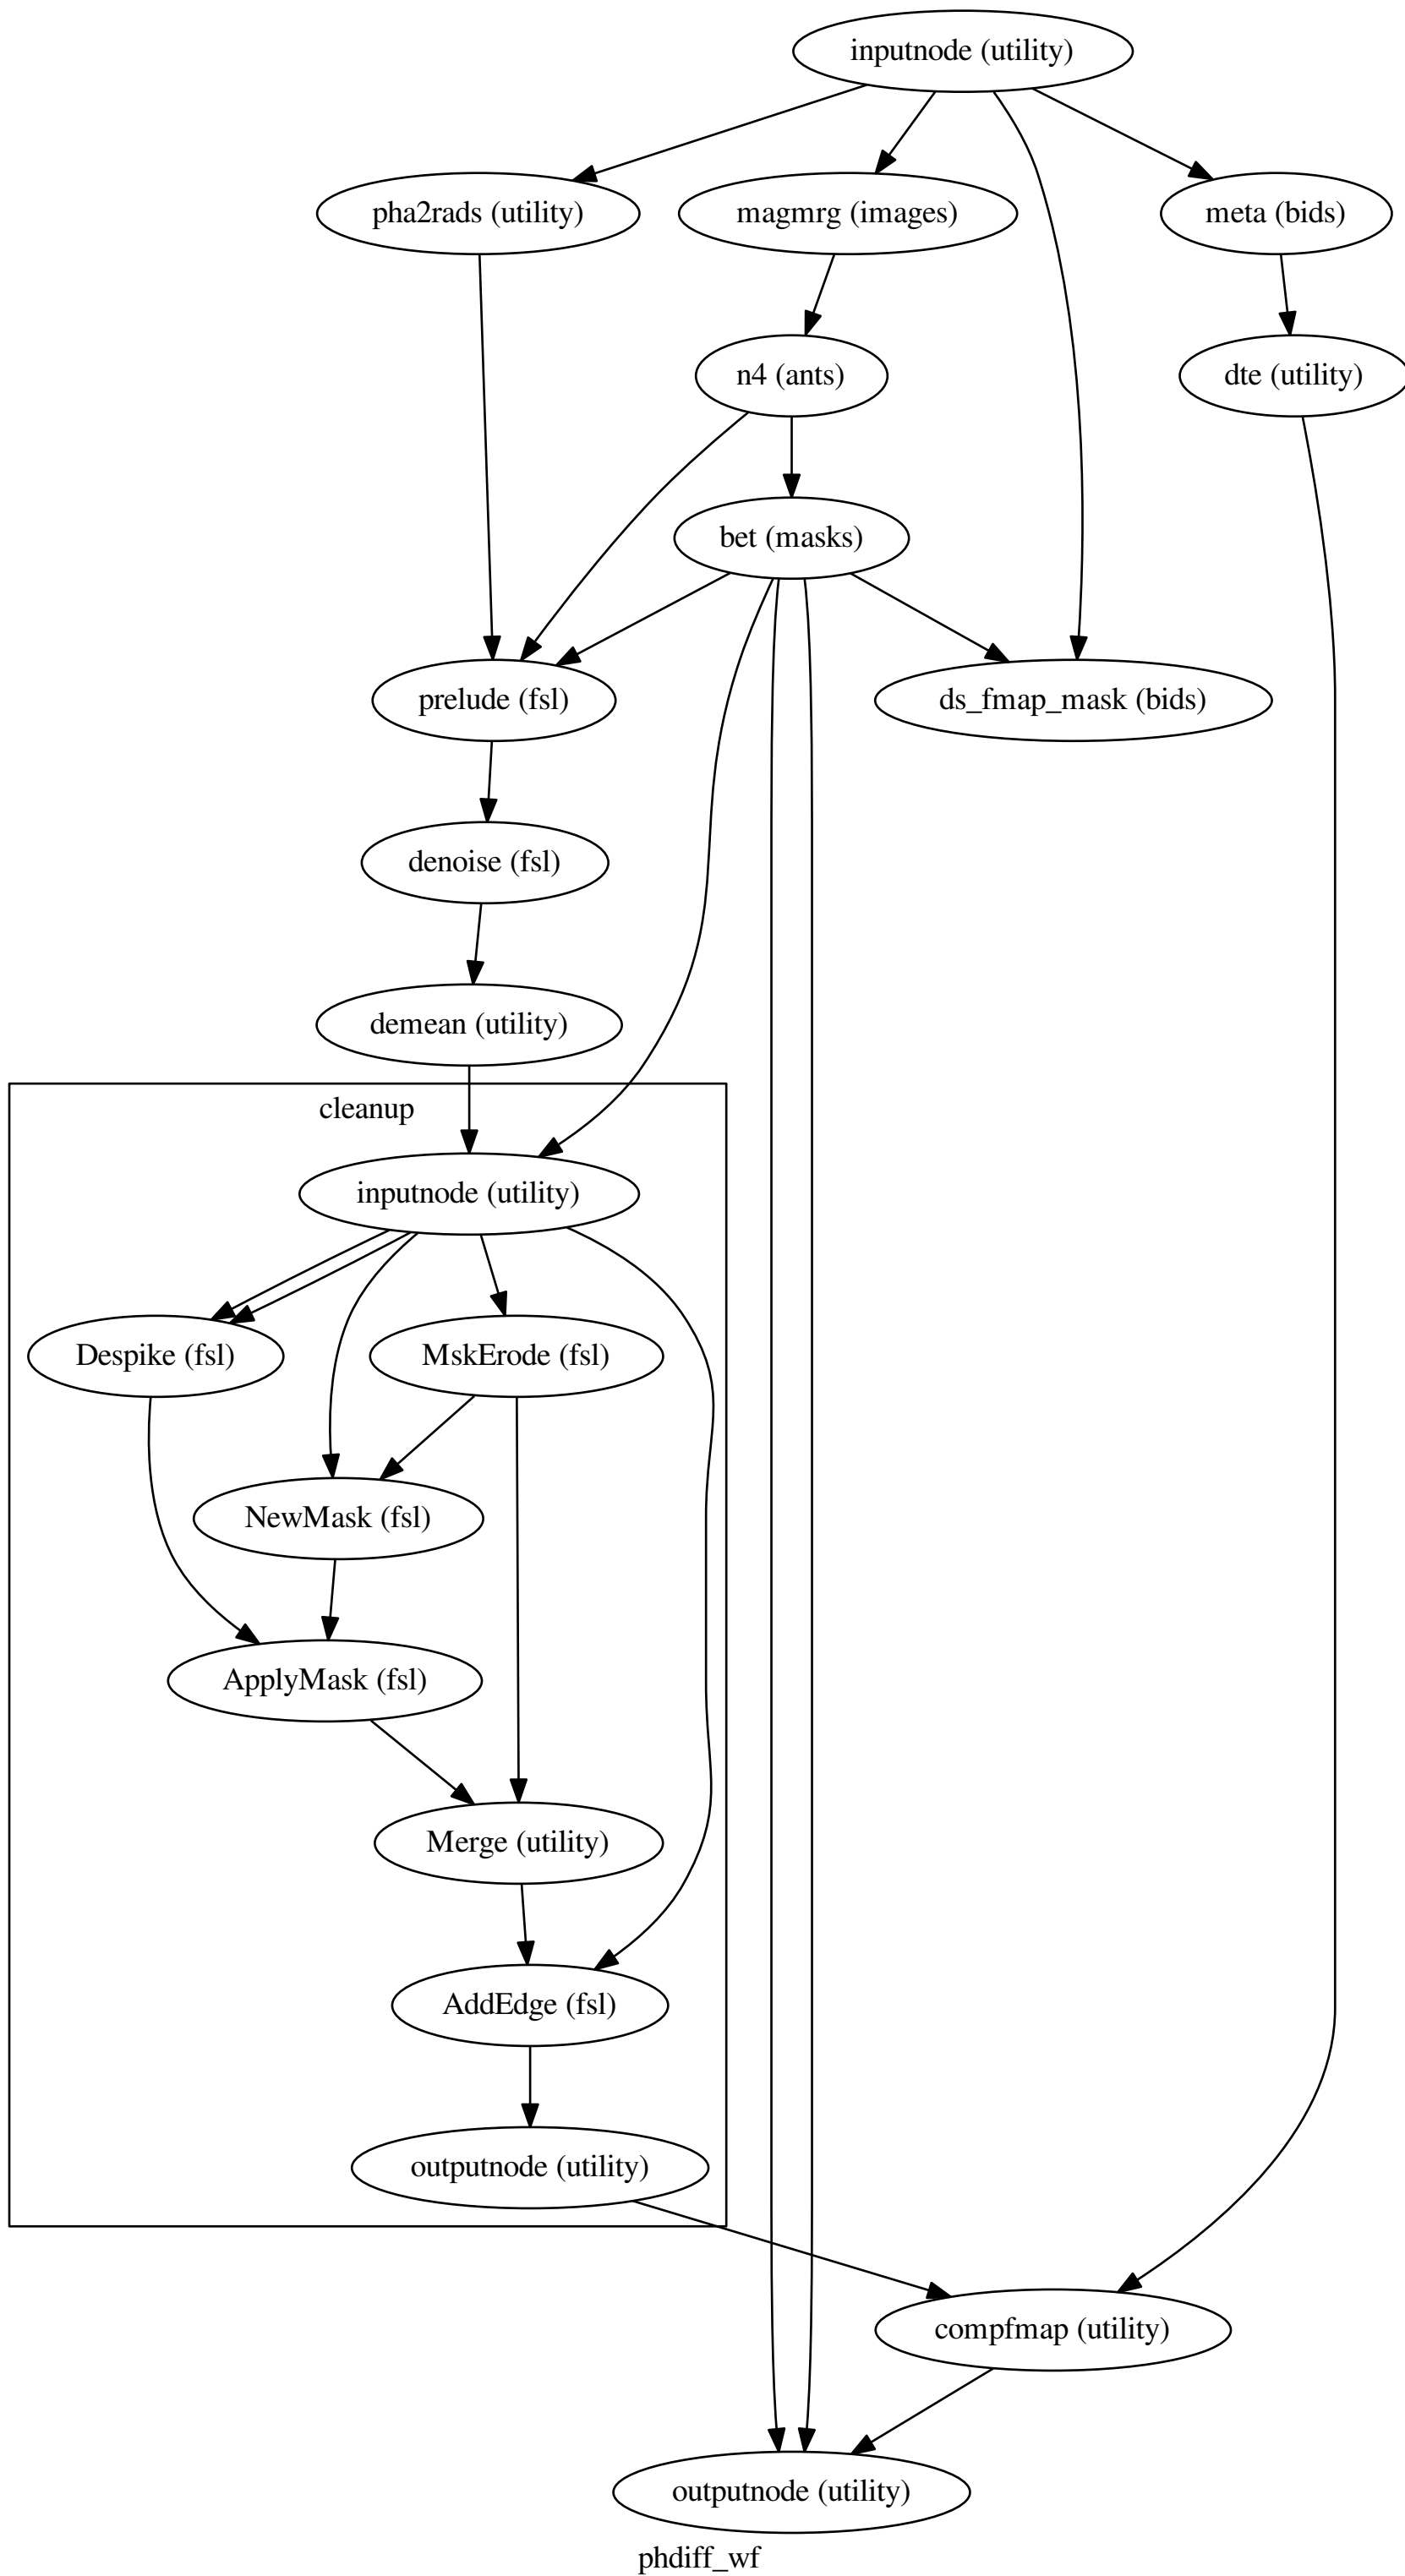 inputnode (utility)
pha2rads (utility)
magmrg (images)
meta (bids)
n4 (ants)
dte (utility)
bet (masks)
prelude (fsl)
ds_fmap_mask (bids)
denoise (fsl)
demean (utility)
cleanup
inputnode (utility)
Despike (fsl)
MskErode (fsl)
NewMask (fsl)
ApplyMask (fsl)
Merge (utility)
AddEdge (fsl)
outputnode (utility)
compfmap (utility)
outputnode (utility)
phdiff_wf